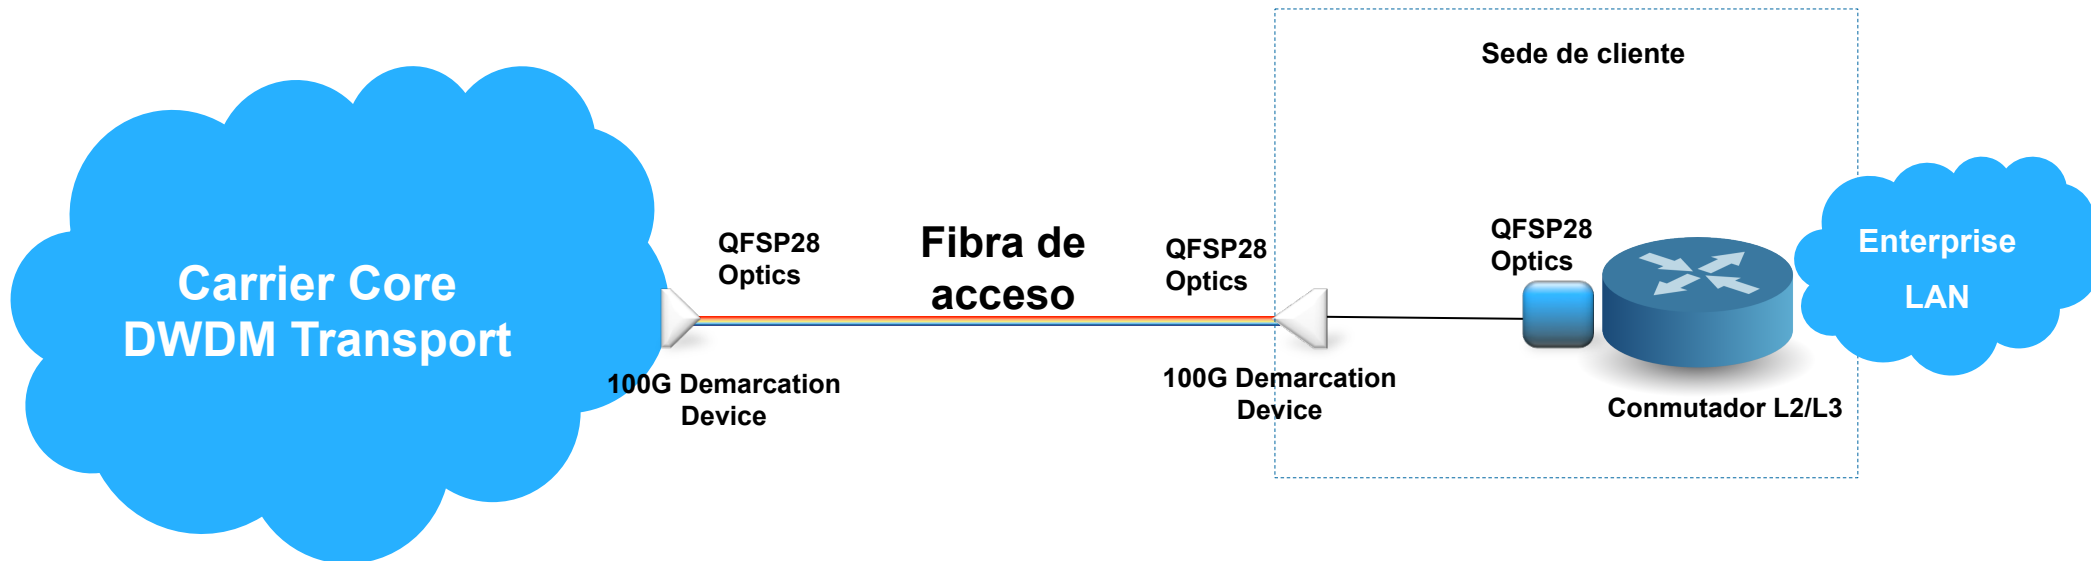 Sede de cliente
Carrier Core
DWDM Transport
QFSP28
Optics
Fibra de
acceso
QFSP28
Optics
QFSP28
Optics
Enterprise
LAN
100G Demarcation
Device
100G Demarcation
Device
Conmutador L2/L3